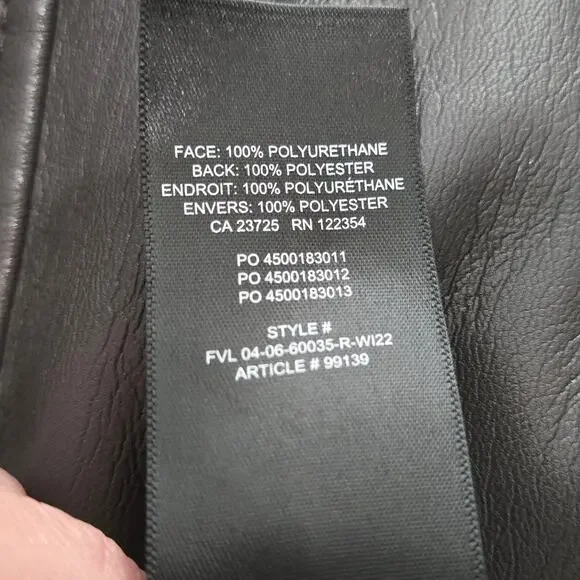 FACE: 100% POLYURETHANE
BACK: 100% POLYESTER
ENDROIT: 100% POLYURÉTHANE
ENVERS: 100% POLYESTER
CA 23725 RN 122354
PO 4500183011
PO 4500183012
PO 4500183013
STYLE #
FVL 04-06-60035-R-WI22
ARTICLE # 99139